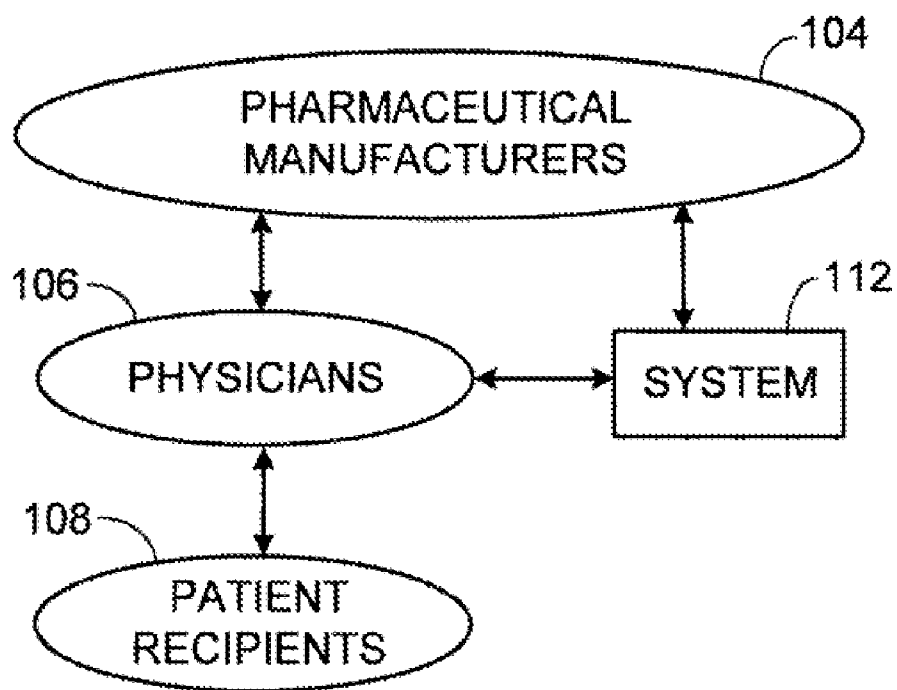 104
PHARMACEUTICAL
MANUFACTURERS
106
112
PHYSICIANS
SYSTEM
108
PATIENT
RECIPIENTS